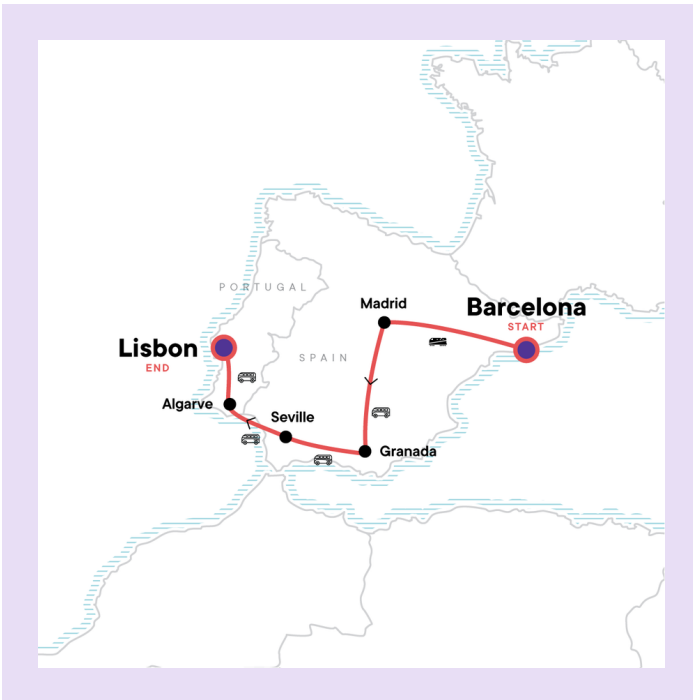 PORTUGAL
Madrid
Barcelona
START
Lisbon
END
SPAIN
Algarve
Seville
Granada